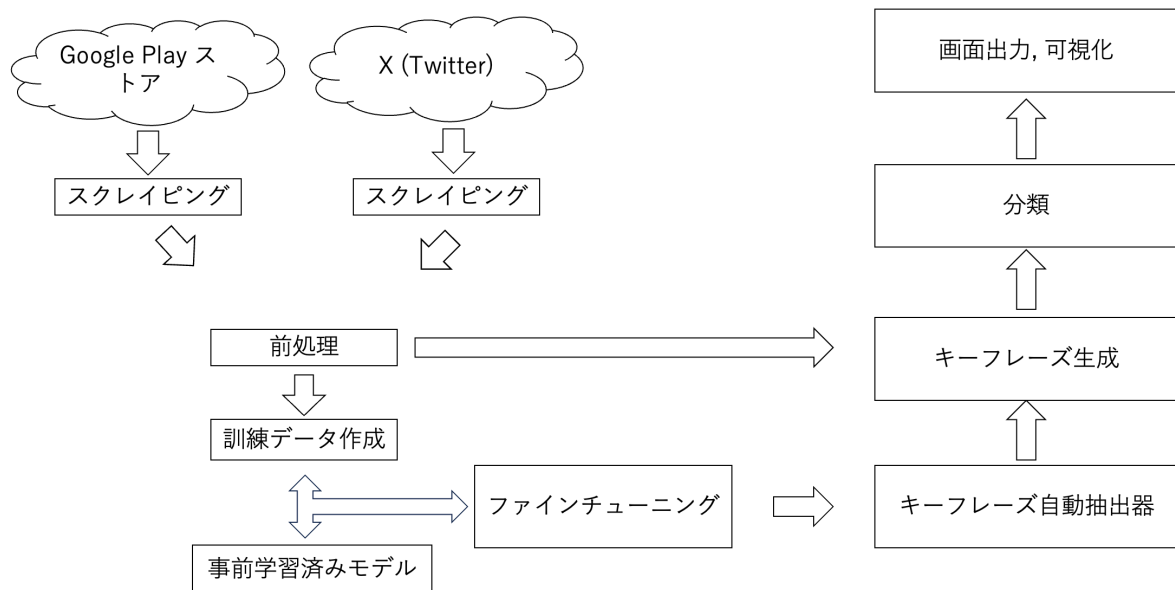 Google Play ス
トア
X (Twitter)
画面出力, 可視化
スクレイピング
スクレイピング
分類
前処理
キーフレーズ生成
訓練データ作成
ファインチューニング
キーフレーズ自動抽出器
事前学習済みモデル